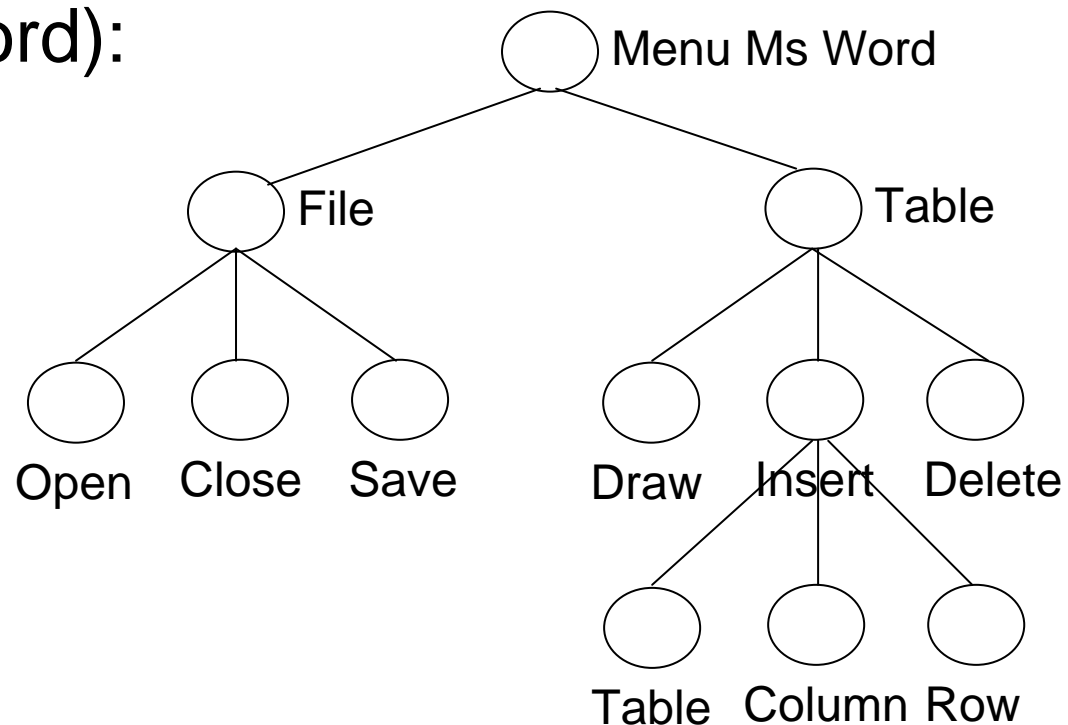 ord):
Menu Ms Word
File
Table
Open Close Save
Draw Insert Delete
Table Column Row